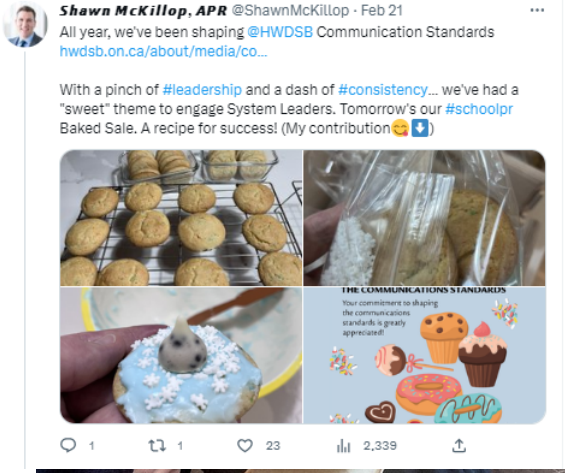 Shawn McKillop, APR @ShawnMcKillop · Feb 21
All year, we've been shaping @HWDSB Communication Standards
hwdsb.on.ca/about/media/co...
With a pinch of #leadership and a dash of #consistency... we've had a
"sweet" theme to engage System Leaders. Tomorrow's our #schoolpr
Baked Sale. A recipe for success! (My contribution😋⬇️)
THE COMMUNICATIONS STANDARDS
Your commitment to shaping
the communications
standards is greatly
appreciated!
1 1 23 2,339